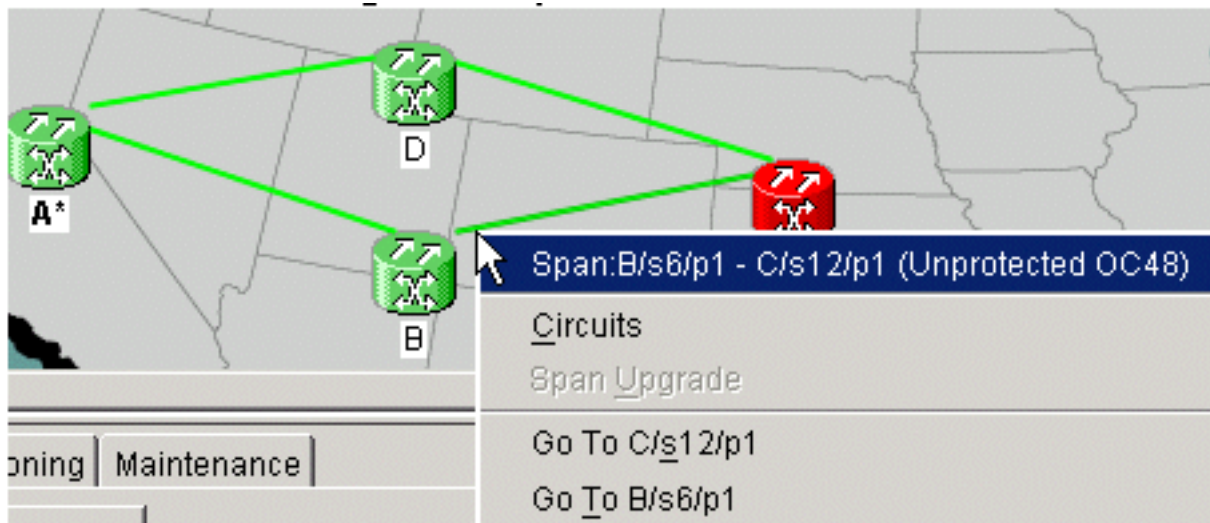 D
A*
B
Span:B/s6/p1 - C/s12/p1 (Unprotected OC48)
Circuits
Span Upgrade
Go To C/s12/p1
Go To B/s6/p1
Maintenance